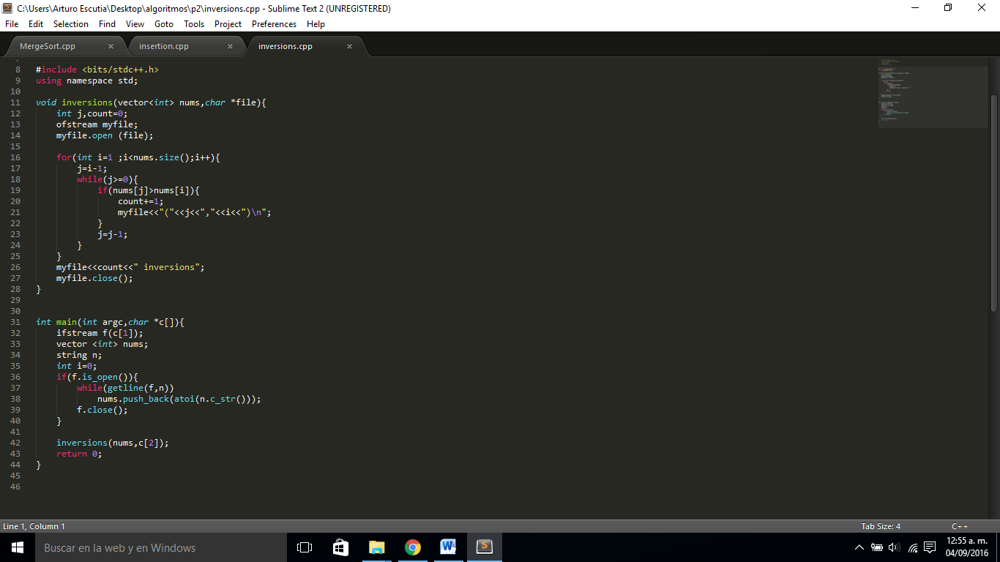 C:\Users\Arturo Escutia\Desktop\algoritmos\p2\inversions.cpp - Sublime Text 2 (UNREGISTERED)
File Edit Selection Find View Goto Tools Project Preferences Help
MergeSort.cpp × insertion.cpp × inversions.cpp ×
8 #include <bits/stdc++.h>
9 using namespace std;
10
11 void inversions(vector<int> nums,char *file){
12     int j,count=0;
13     ofstream myfile;
14     myfile.open (file);
15
16     for(int i=1 ;i<nums.size();i++){
17         j=i-1;
18         while(j>=0){
19             if(nums[j]>nums[i]){
20                 count+=1;
21                 myfile<<"("<<j<<","<<i<<")\n";
22             }
23             j=j-1;
24         }
25     }
26     myfile<<count<<" inversions";
27     myfile.close();
28 }
29
30
31 int main(int argc,char *c[]){
32     ifstream f(c[1]);
33     vector <int> nums;
34     string n;
35     int i=0;
36     if(f.is_open()){
37         while(getline(f,n))
38             nums.push_back(atoi(n.c_str()));
39         f.close();
40     }
41
42     inversions(nums,c[2]);
43     return 0;
44 }
45
46
Line 1, Column 1 Tab Size: 4 C++
Buscar en la web y en Windows
12:55 a. m.
04/09/2016